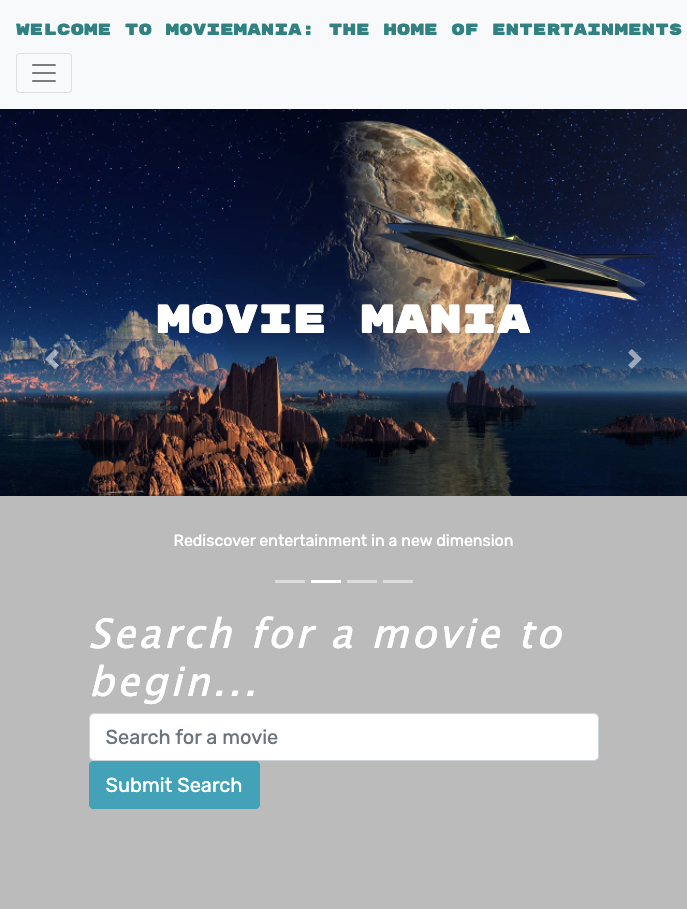 WELCOME TO MOVIEMANIA: THE HOME OF ENTERTAINMENTS
MOVIE MANIA
Rediscover entertainment in a new dimension
Search for a movie to
begin...
Search for a movie
Submit Search